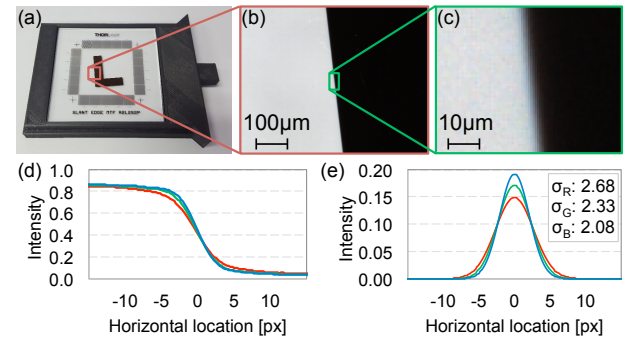 (a)
(b)
(c)
SLANT EDGE MTF
100μm
10μm
(d)
(e)
Intensity
1.0
0.8
0.6
0.4
0.2
0.0
-10
-5
0
5
10
Horizontal location [px]
Intensity
0.20
0.15
0.10
0.05
0.00
-10
-5
0
5
10
Horizontal location [px]
σR: 2.68
σG: 2.33
σB: 2.08